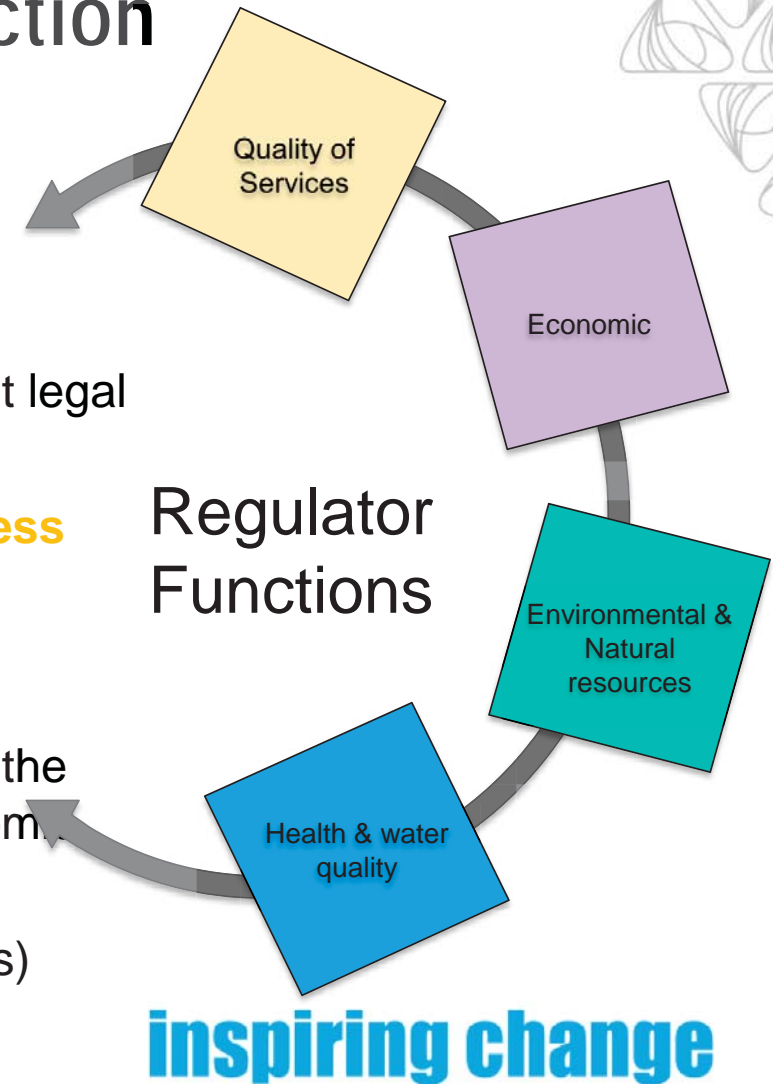 ction
Quality of
Services
Economic
t legal
ess
Regulator
Functions
Environmental &
Natural
resources
the
Health & water
quality
s)
inspiring change